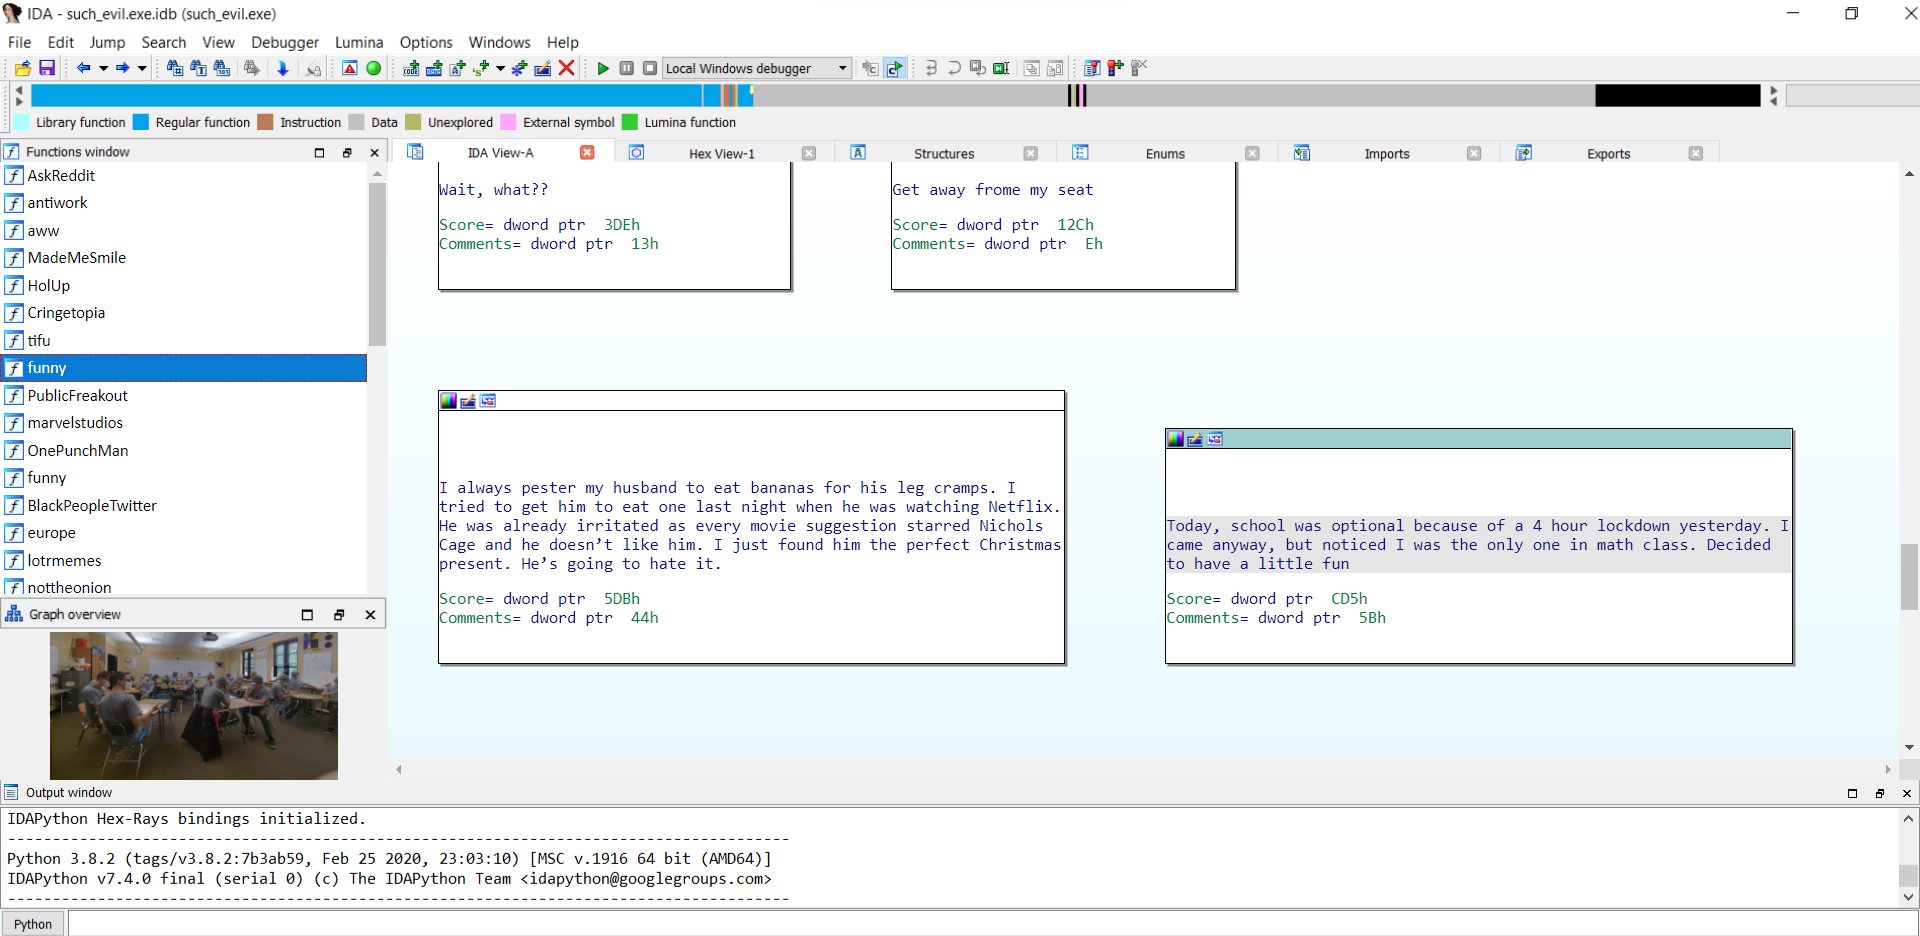 IDA - such_evil.exe.idb (such_evil.exe)
File Edit Jump Search View Debugger Lumina Options Windows Help
Local Windows debugger
Library function Regular function Instruction Data Unexplored External symbol Lumina function
Functions window
IDA View-A Hex View-1 Structures Enums Imports Exports
AskReddit
antiwork
aww
MadeMeSmile
HolUp
Cringetopia
tifu
funny
PublicFreakout
marvelstudios
OnePunchMan
funny
BlackPeopleTwitter
europe
lotrmemes
nottheonion
Graph overview
Wait, what??
Score= dword ptr 3DEh
Comments= dword ptr 13h
Get away frome my seat
Score= dword ptr 12Ch
Comments= dword ptr Eh
I always pester my husband to eat bananas for his leg cramps. I
tried to get him to eat one last night when he was watching Netflix.
He was already irritated as every movie suggestion starred Nichols
Cage and he doesn’t like him. I just found him the perfect Christmas
present. He’s going to hate it.
Score= dword ptr 5DBh
Comments= dword ptr 44h
Today, school was optional because of a 4 hour lockdown yesterday. I
came anyway, but noticed I was the only one in math class. Decided
to have a little fun
Score= dword ptr CD5h
Comments= dword ptr 5Bh
Output window
IDAPython Hex-Rays bindings initialized.
---------------------------------------------------------------------------------------
Python 3.8.2 (tags/v3.8.2:7b3ab59, Feb 25 2020, 23:03:10) [MSC v.1916 64 bit (AMD64)]
IDAPython v7.4.0 final (serial 0) (c) The IDAPython Team <idapython@googlegroups.com>
---------------------------------------------------------------------------------------
Python